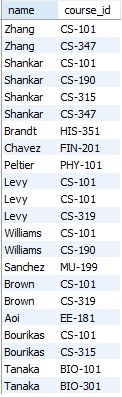 name course_id
Zhang CS-101
Zhang CS-347
Shankar CS-101
Shankar CS-190
Shankar CS-315
Shankar CS-347
Brandt HIS-351
Chavez FIN-201
Peltier PHY-101
Levy CS-101
Levy CS-101
Levy CS-319
Williams CS-101
Williams CS-190
Sanchez MU-199
Brown CS-101
Brown CS-319
Aoi EE-181
Bourikas CS-101
Bourikas CS-315
Tanaka BIO-101
Tanaka BIO-301